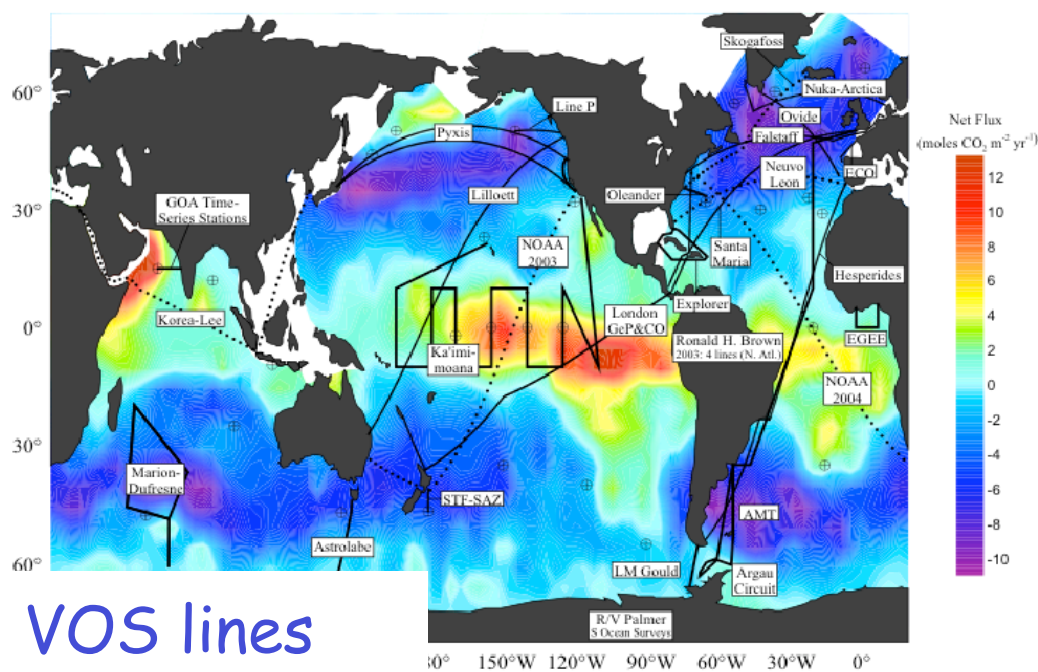 Skogafoss
Nuka-Arctica
Line P
Ovide
Pyxis
Falstaff
Neuvo
León
ECO
Oleander
Lilloett
GOA Time-
Series Stations
NOAA
2003
Santa
Maria
Hesperides
Explorer
Korea-Lee
London
GeP&CO
Ka'imi-
moana
Ronald H. Brown
2003: 4 lines (N. Atl.)
EGEE
NOAA
2004
Marion-
Dufresne
STF-SAZ
AMT
Astrolabe
LM Gould
Argau
Circuit
R/V Palmer
S Ocean Surveys
60°
30°
0°
30°
60°
80° 150°W 120°W 90°W 60°W 30°W 0°
Net Flux
(moles CO₂ m⁻² yr⁻¹)
12
10
8
6
4
2
0
-2
-4
-6
-8
-10
VOS lines